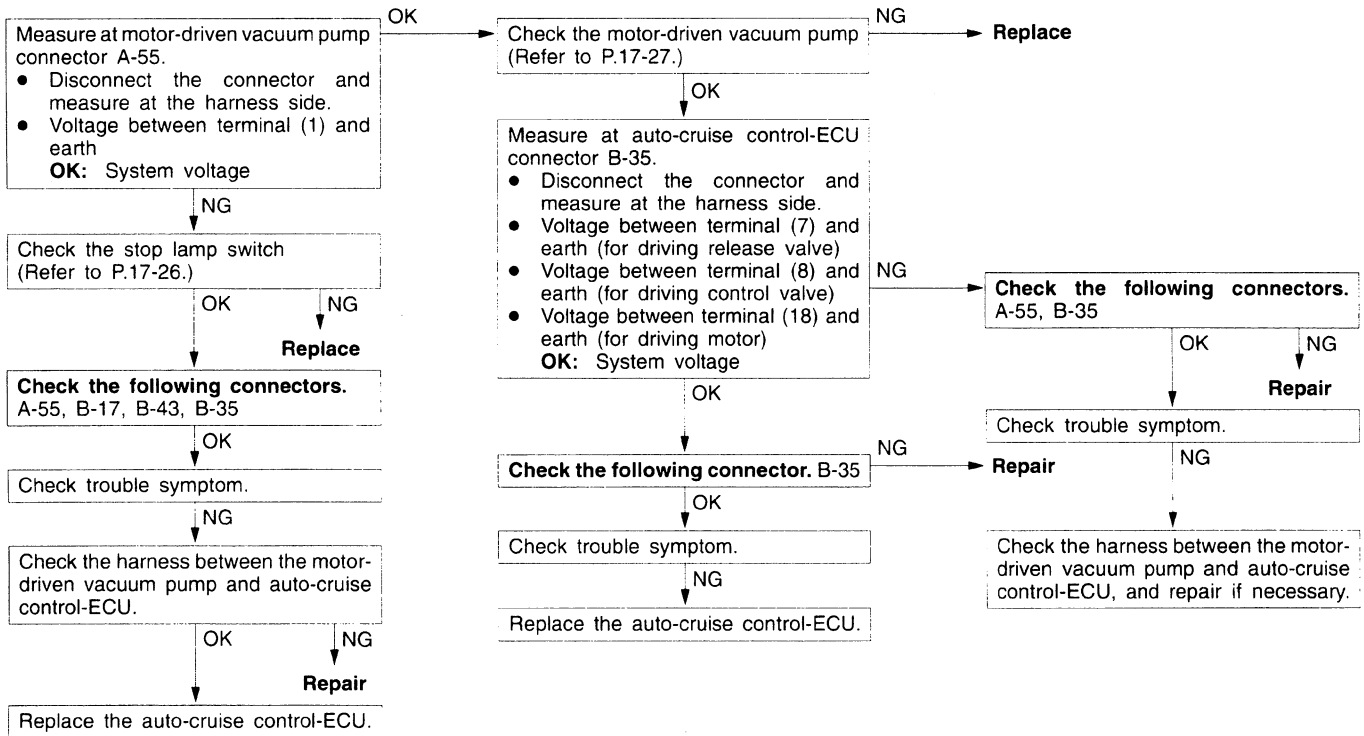 Measure at motor-driven vacuum pump
connector A-55.
● Disconnect the connector and
measure at the harness side.
● Voltage between terminal (1) and
earth
OK: System voltage
OK
NG
Check the stop lamp switch
(Refer to P.17-26.)
OK
NG
Replace
Check the following connectors.
A-55, B-17, B-43, B-35
OK
Check trouble symptom.
NG
Check the harness between the motor-
driven vacuum pump and auto-cruise
control-ECU.
OK
NG
Repair
Replace the auto-cruise control-ECU.
Check the motor-driven vacuum pump
(Refer to P.17-27.)
NG
Replace
OK
Measure at auto-cruise control-ECU
connector B-35.
● Disconnect the connector and
measure at the harness side.
● Voltage between terminal (7) and
earth (for driving release valve)
● Voltage between terminal (8) and
earth (for driving control valve)
● Voltage between terminal (18) and
earth (for driving motor)
OK: System voltage
NG
OK
Check the following connector. B-35
NG
Repair
OK
Check trouble symptom.
NG
Replace the auto-cruise control-ECU.
Check the following connectors.
A-55, B-35
OK
NG
Repair
Check trouble symptom.
NG
Check the harness between the motor-
driven vacuum pump and auto-cruise
control-ECU, and repair if necessary.